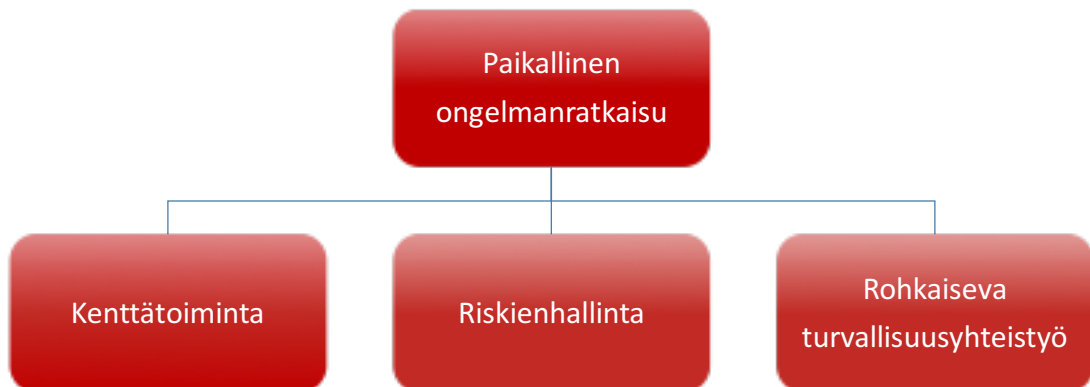 Paikallinen
ongelmanratkaisu
Kenttätoiminta
Riskienhallinta
Rohkaiseva
turvallisuusyhteistyö